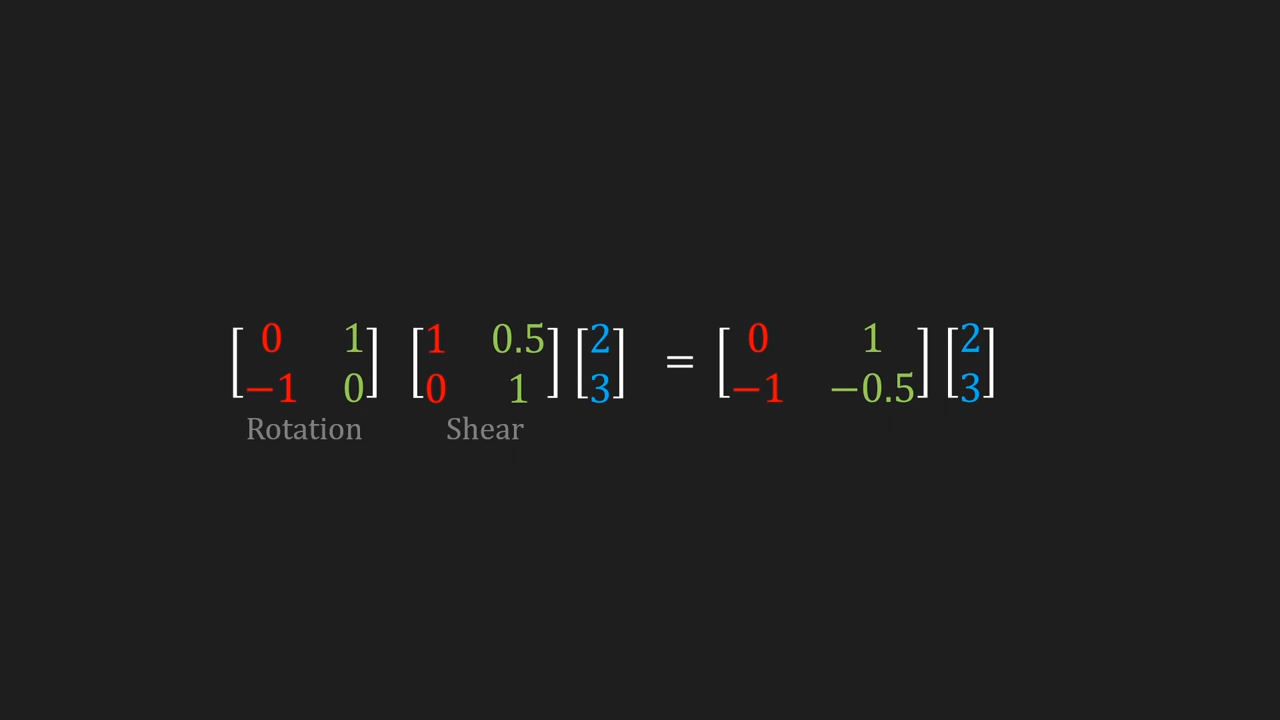 [0 1 −1 0] [1 0.5 0 1] [2 3] = [0 1 −1 −0.5] [2 3]
Rotation Shear